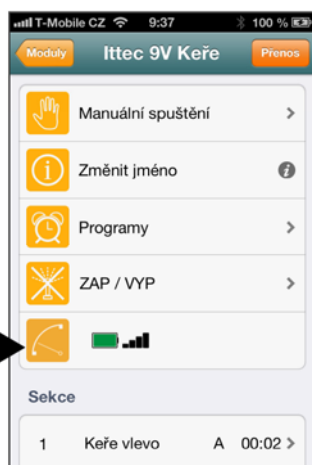 T-Mobile CZ 9:37 100 %
Moduly Ittec 9V Keře Přenos
Manuální spuštění
Změnit jméno
Programy
ZAP / VYP
Sekce
1 Keře vlevo A 00:02